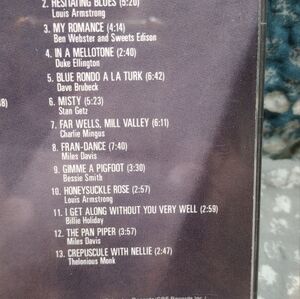 2. HESITATING BLUES (5:20)
Louis Armstrong
3. MY ROMANCE (4:14)
Ben Webster and Sweets Edison
4. IN A MELLOTONE (2:40)
Duke Ellington
5. BLUE RONDO A LA TURK (6:42)
Dave Brubeck
6. MISTY (5:23)
Stan Getz
7. FAR WELLS, MILL VALLEY (6:11)
Charlie Mingus
8. FRAN-DANCE (7:40)
Miles Davis
9. GIMME A PIGFOOT (3:30)
Bessie Smith
10. HONEYSUCKLE ROSE (2:57)
Louis Armstrong
11. I GET ALONG WITHOUT YOU VERY WELL (2:59)
Billie Holiday
12. THE PAN PIPER (3:57)
Miles Davis
13. CREPUSCULE WITH NELLIE (2:47)
Thelonious Monk